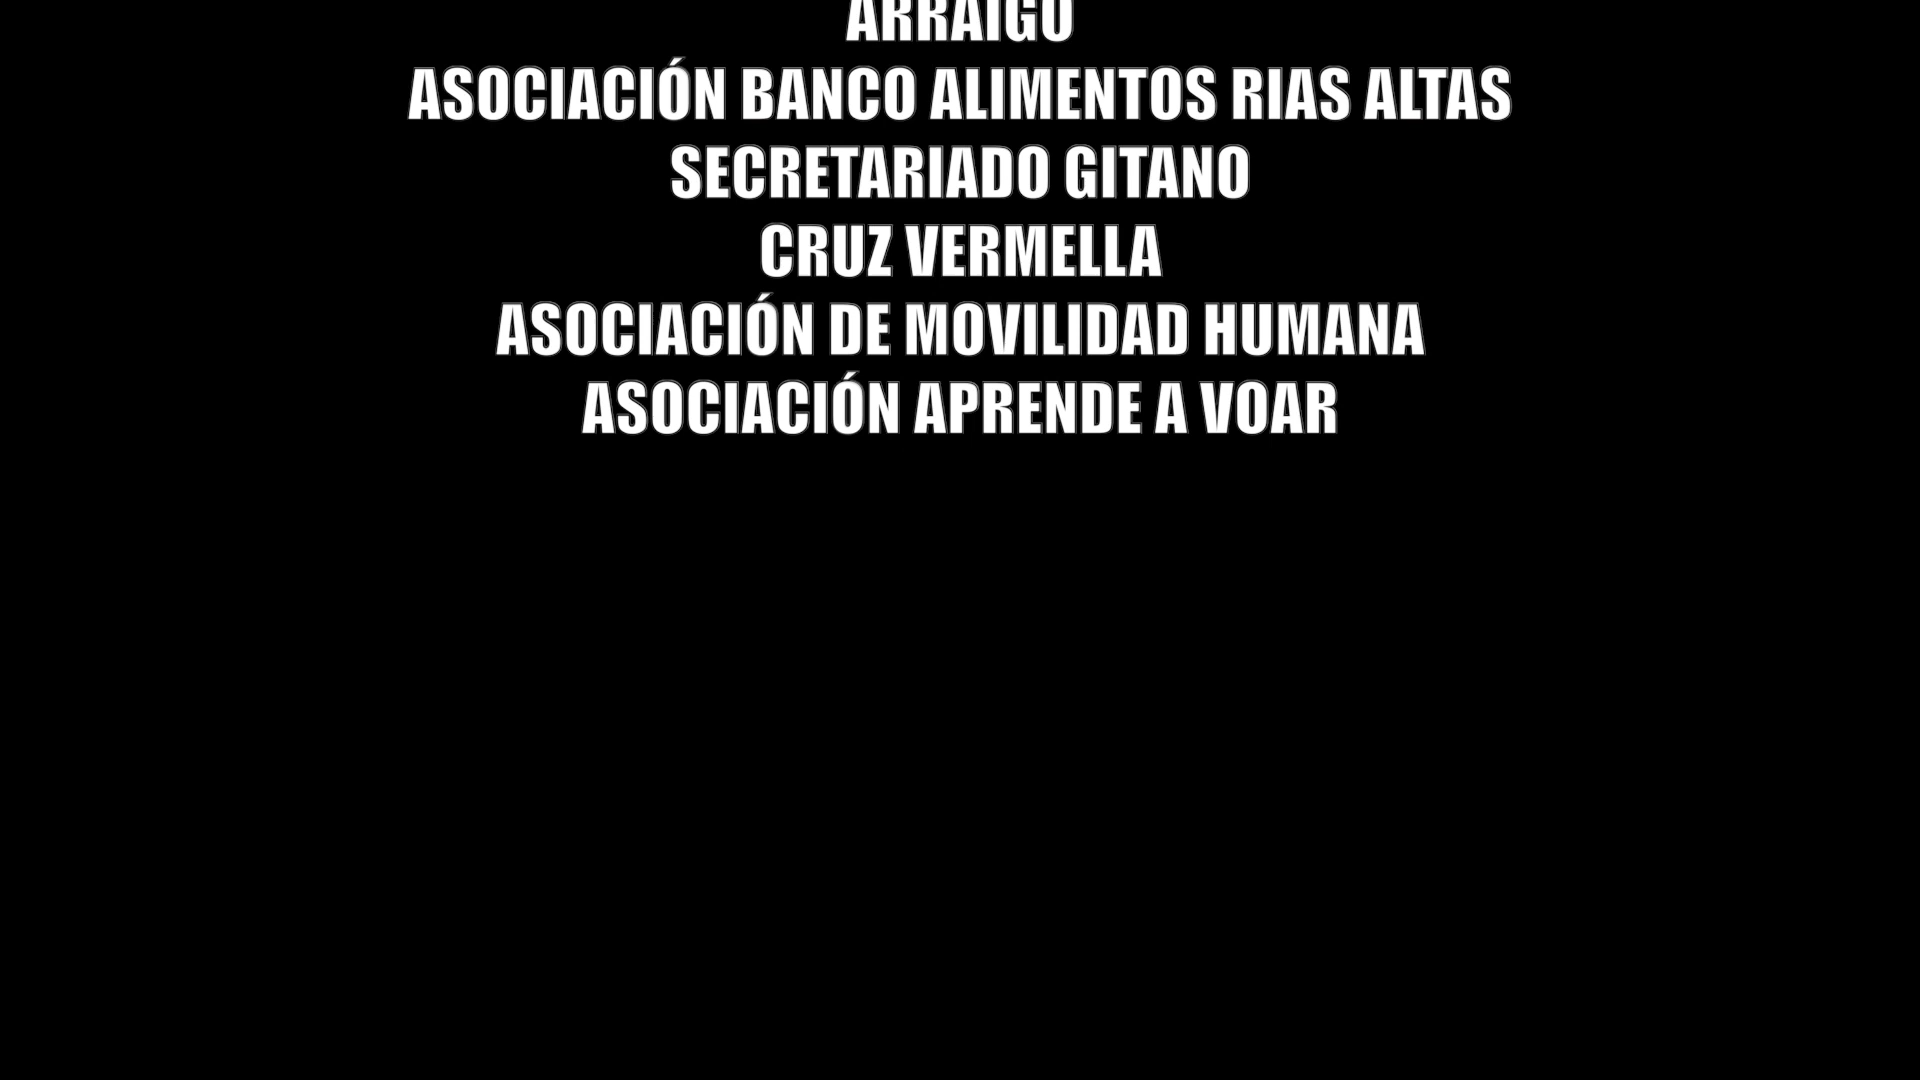 ARRAIGO
ASOCIACIÓN BANCO ALIMENTOS RIAS ALTAS
SECRETARIADO GITANO
CRUZ VERMELLA
ASOCIACIÓN DE MOVILIDAD HUMANA
ASOCIACIÓN APRENDE A VOAR